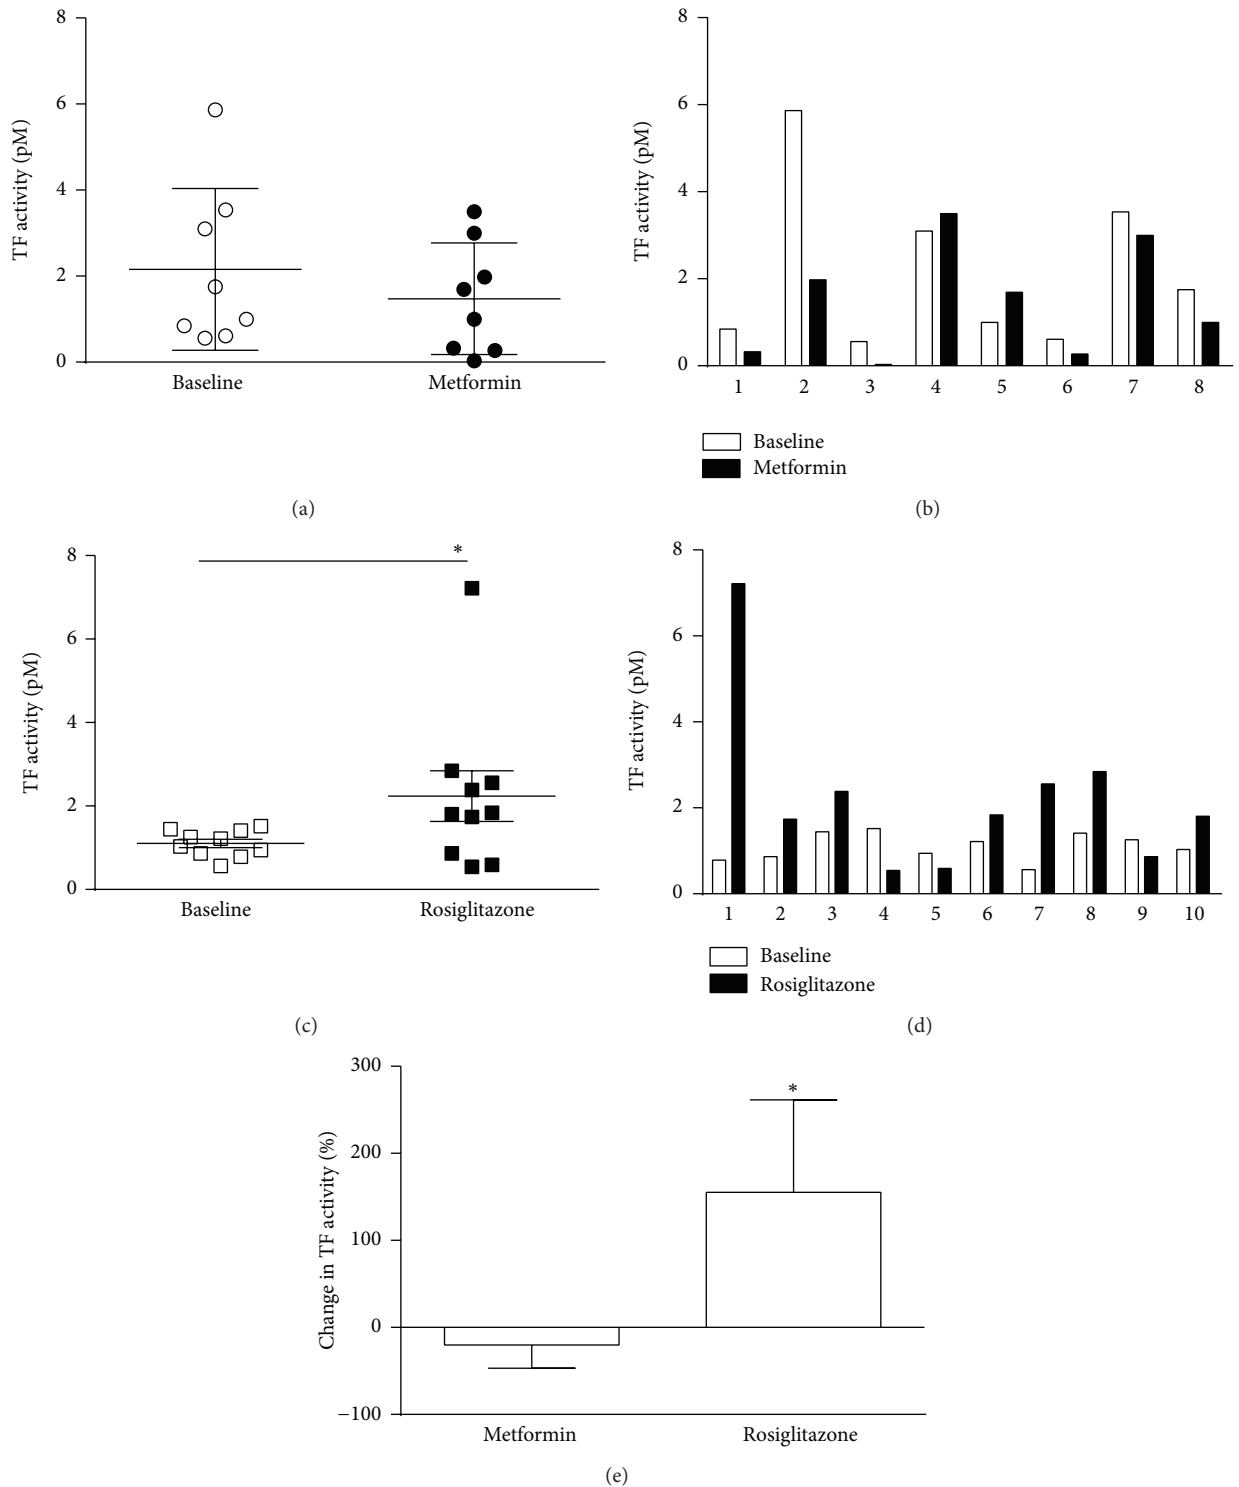 8
6
4
2
0
TF activity (pM)
Baseline
Metformin
(a)
8
6
4
2
0
TF activity (pM)
1 2 3 4 5 6 7 8
Baseline
Metformin
(b)
8
6
4
2
0
TF activity (pM)
*
Baseline
Rosiglitazone
(c)
8
6
4
2
0
TF activity (pM)
1 2 3 4 5 6 7 8 9 10
Baseline
Rosiglitazone
(d)
300
200
100
0
−100
Change in TF activity (%)
*
Metformin
Rosiglitazone
(e)